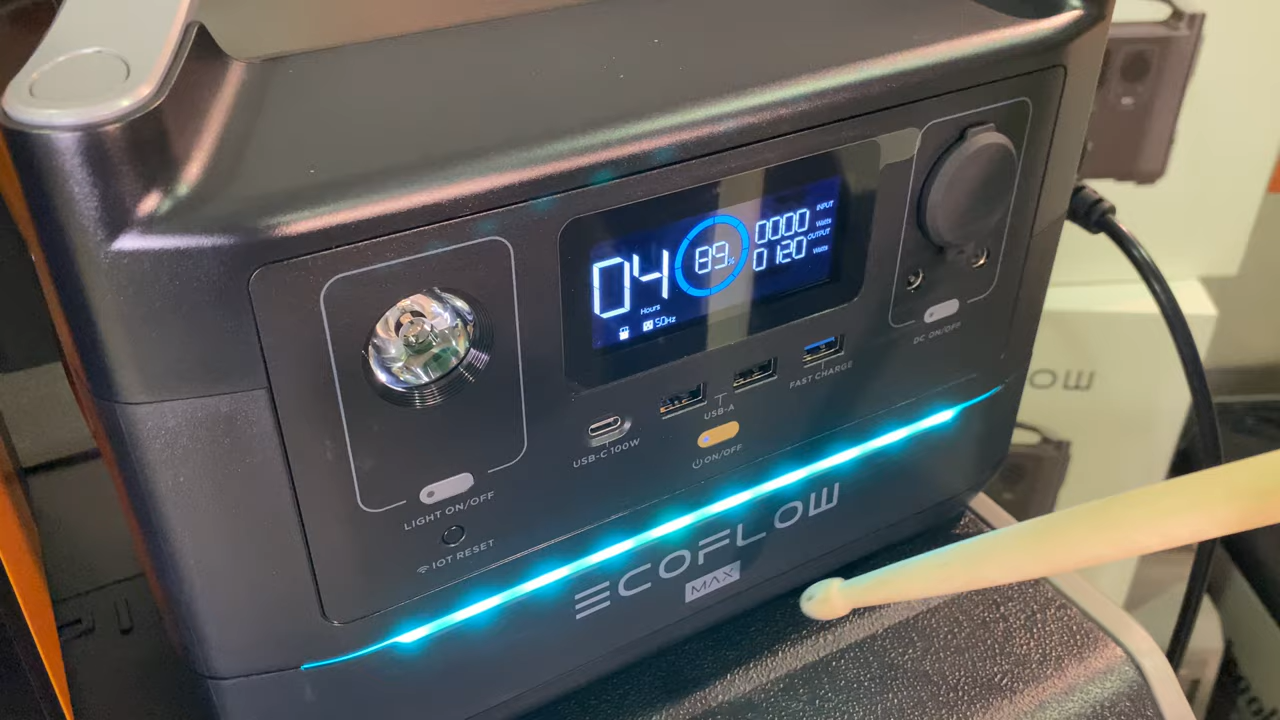 04
Hours
50Hz
89%
0000
INPUT
Watts
0120
OUTPUT
Watts
USB-C 100W
USB-A
FAST CHARGE
ON/OFF
DC ON/OFF
LIGHT ON/OFF
IOT RESET
ECOFLOW
MAX
OW